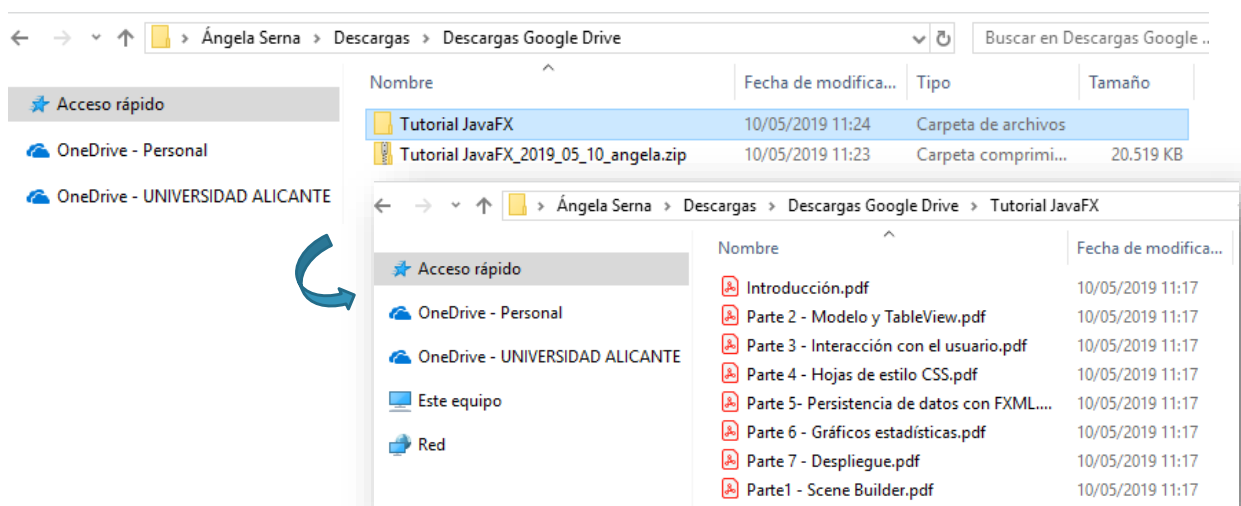 Ángela Serna > Descargas > Descargas Google Drive Buscar en Descargas Google ..
Nombre Fecha de modifica... Tipo Tamaño
Acceso rápido
Tutorial JavaFX 10/05/2019 11:24 Carpeta de archivos
OneDrive - Personal
Tutorial JavaFX_2019_05_10_angela.zip 10/05/2019 11:23 Carpeta comprimi... 20.519 KB
OneDrive - UNIVERSIDAD ALICANTE
Ángela Serna > Descargas > Descargas Google Drive > Tutorial JavaFX
Nombre Fecha de modifica...
Acceso rápido
Introducción.pdf 10/05/2019 11:17
OneDrive - Personal
Parte 2 - Modelo y TableView.pdf 10/05/2019 11:17
Parte 3 - Interacción con el usuario.pdf 10/05/2019 11:17
OneDrive - UNIVERSIDAD ALICANTE
Parte 4 - Hojas de estilo CSS.pdf 10/05/2019 11:17
Este equipo
Parte 5- Persistencia de datos con FXML.... 10/05/2019 11:17
Parte 6 - Gráficos estadísticas.pdf 10/05/2019 11:17
Red
Parte 7 - Despliegue.pdf 10/05/2019 11:17
Parte1 - Scene Builder.pdf 10/05/2019 11:17